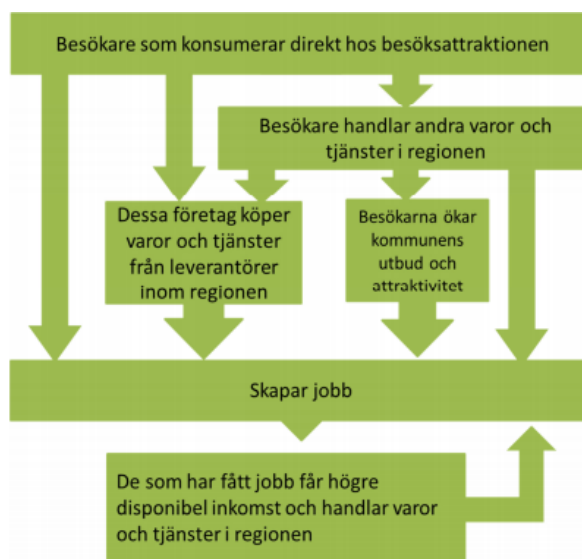 Besökare som konsumerar direkt hos besöksattraktionen
Besökare handlar andra varor och
tjänster i regionen
Dessa företag köper
varor och tjänster
från leverantörer
inom regionen
Besökarna ökar
kommunens
utbud och
attraktivitet
Skapar jobb
De som har fått jobb får högre
disponibel inkomst och handlar varor
och tjänster i regionen